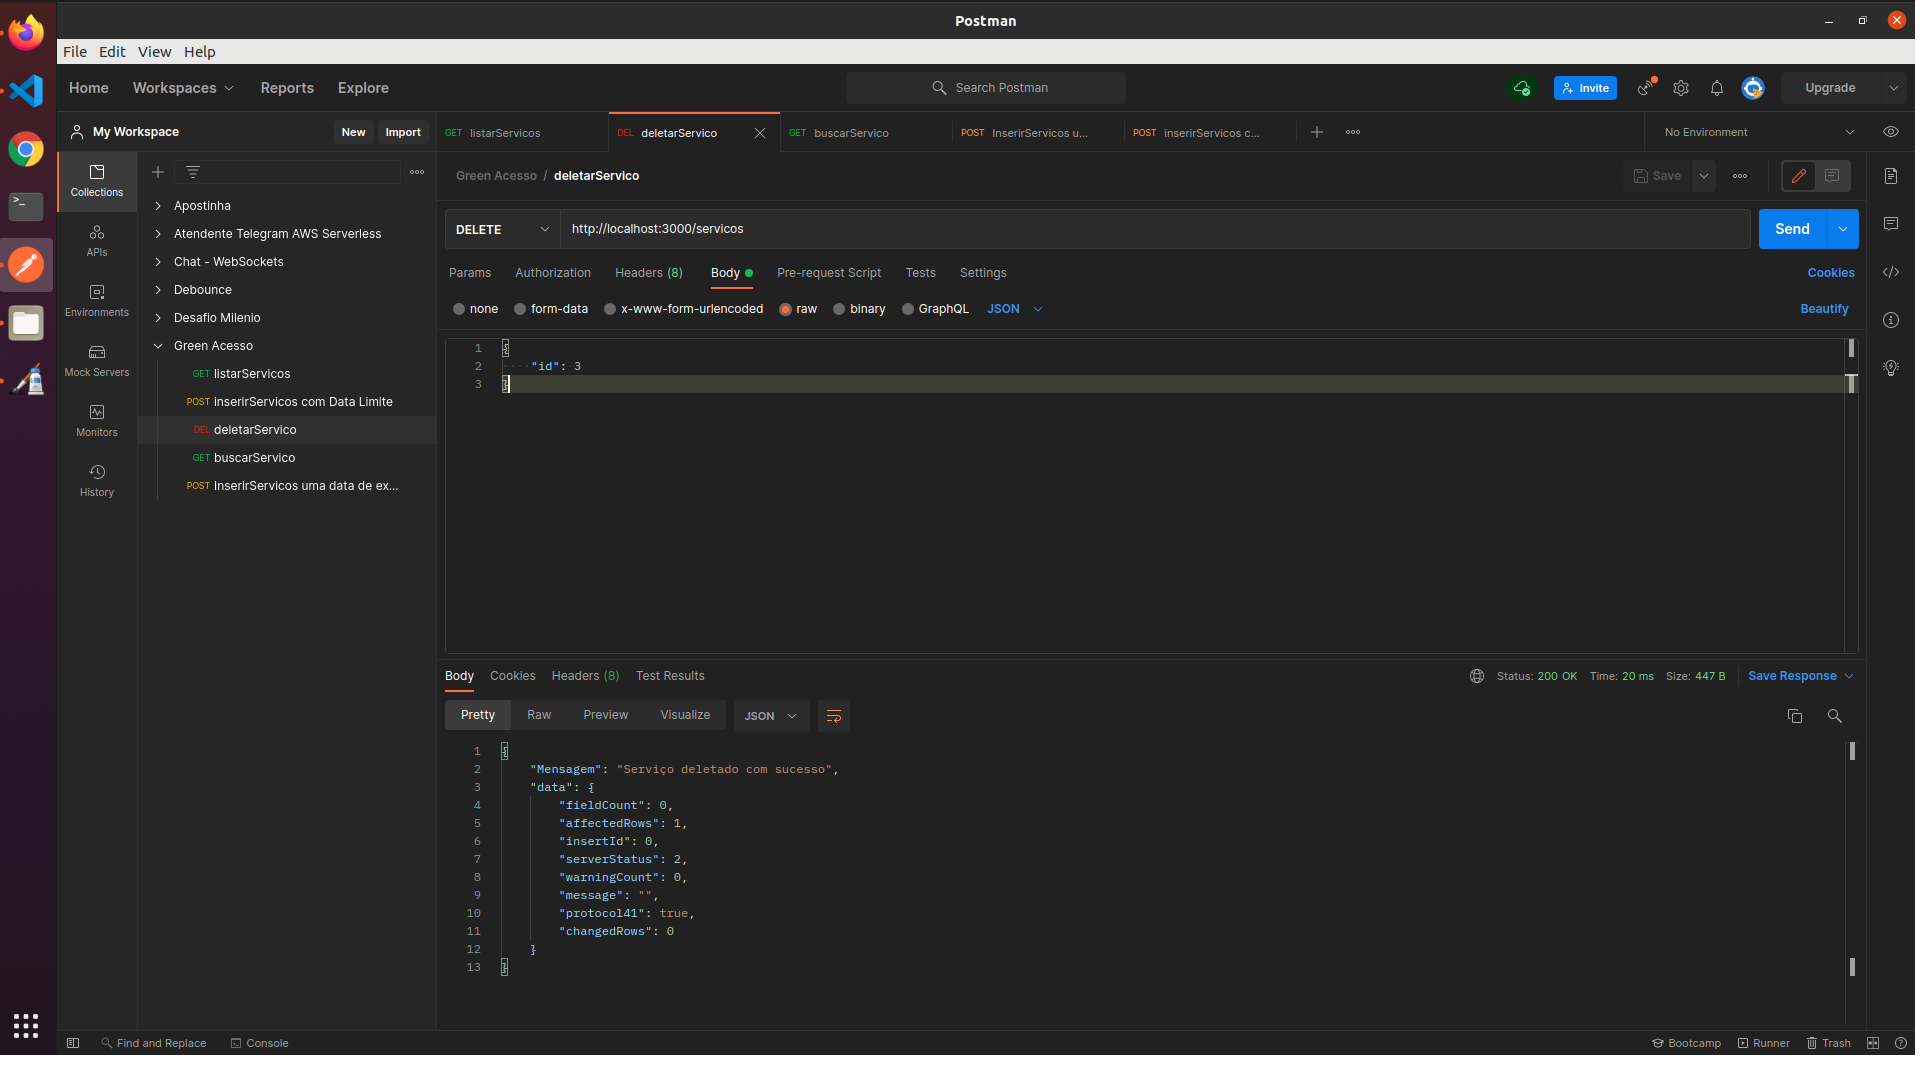 Postman
File Edit View Help
Home Workspaces Reports Explore
Search Postman
Invite
Upgrade
My Workspace
New Import
GET listarServicos
DEL deletarServico
GET buscarServico
POST InserirServicos u...
POST inserirServicos c...
No Environment
Collections
APIs
Environments
Mock Servers
Monitors
History
Apostinha
Atendente Telegram AWS Serverless
Chat - WebSockets
Debounce
Desafio Milenio
Green Acesso
GET listarServicos
POST inserirServicos com Data Limite
DEL deletarServico
GET buscarServico
POST InserirServicos uma data de ex...
Green Acesso / deletarServico
Save
DELETE http://localhost:3000/servicos
Send
Params Authorization Headers (8) Body Pre-request Script Tests Settings
Cookies
none form-data x-www-form-urlencoded raw binary GraphQL JSON
Beautify
1 {
2 "id": 3
3 }
Body Cookies Headers (8) Test Results
Status: 200 OK Time: 20 ms Size: 447 B
Save Response
Pretty Raw Preview Visualize JSON
1 {
2 "Mensagem": "Serviço deletado com sucesso",
3 "data": {
4 "fieldCount": 0,
5 "affectedRows": 1,
6 "insertId": 0,
7 "serverStatus": 2,
8 "warningCount": 0,
9 "message": "",
10 "protocol41": true,
11 "changedRows": 0
12 }
13 }
Find and Replace Console
Bootcamp Runner Trash